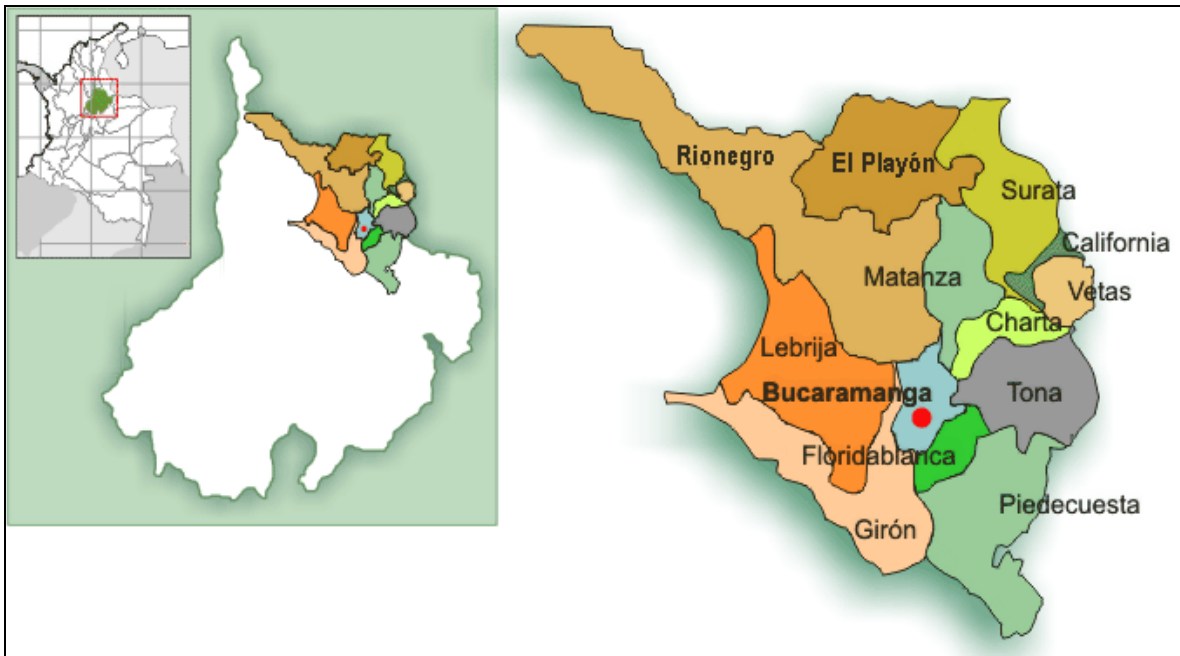 Rionegro
El Playón
Surata
California
Matanza
Vetas
Charta
Lebrija
Bucaramanga
Tona
Floridablanca
Piedecuesta
Girón